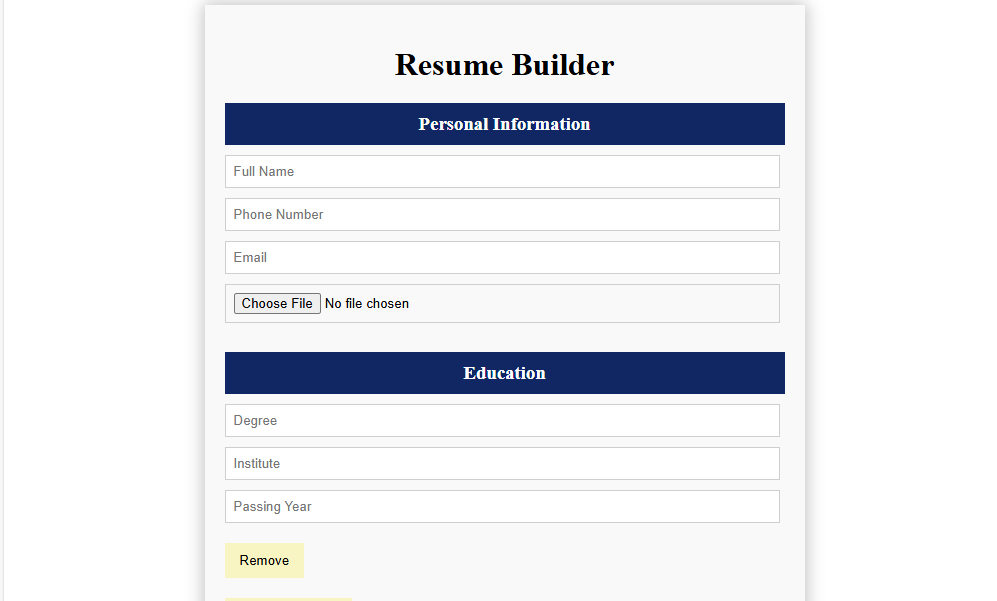 Resume Builder
Personal Information
Full Name
Phone Number
Email
Choose File No file chosen
Education
Degree
Institute
Passing Year
Remove